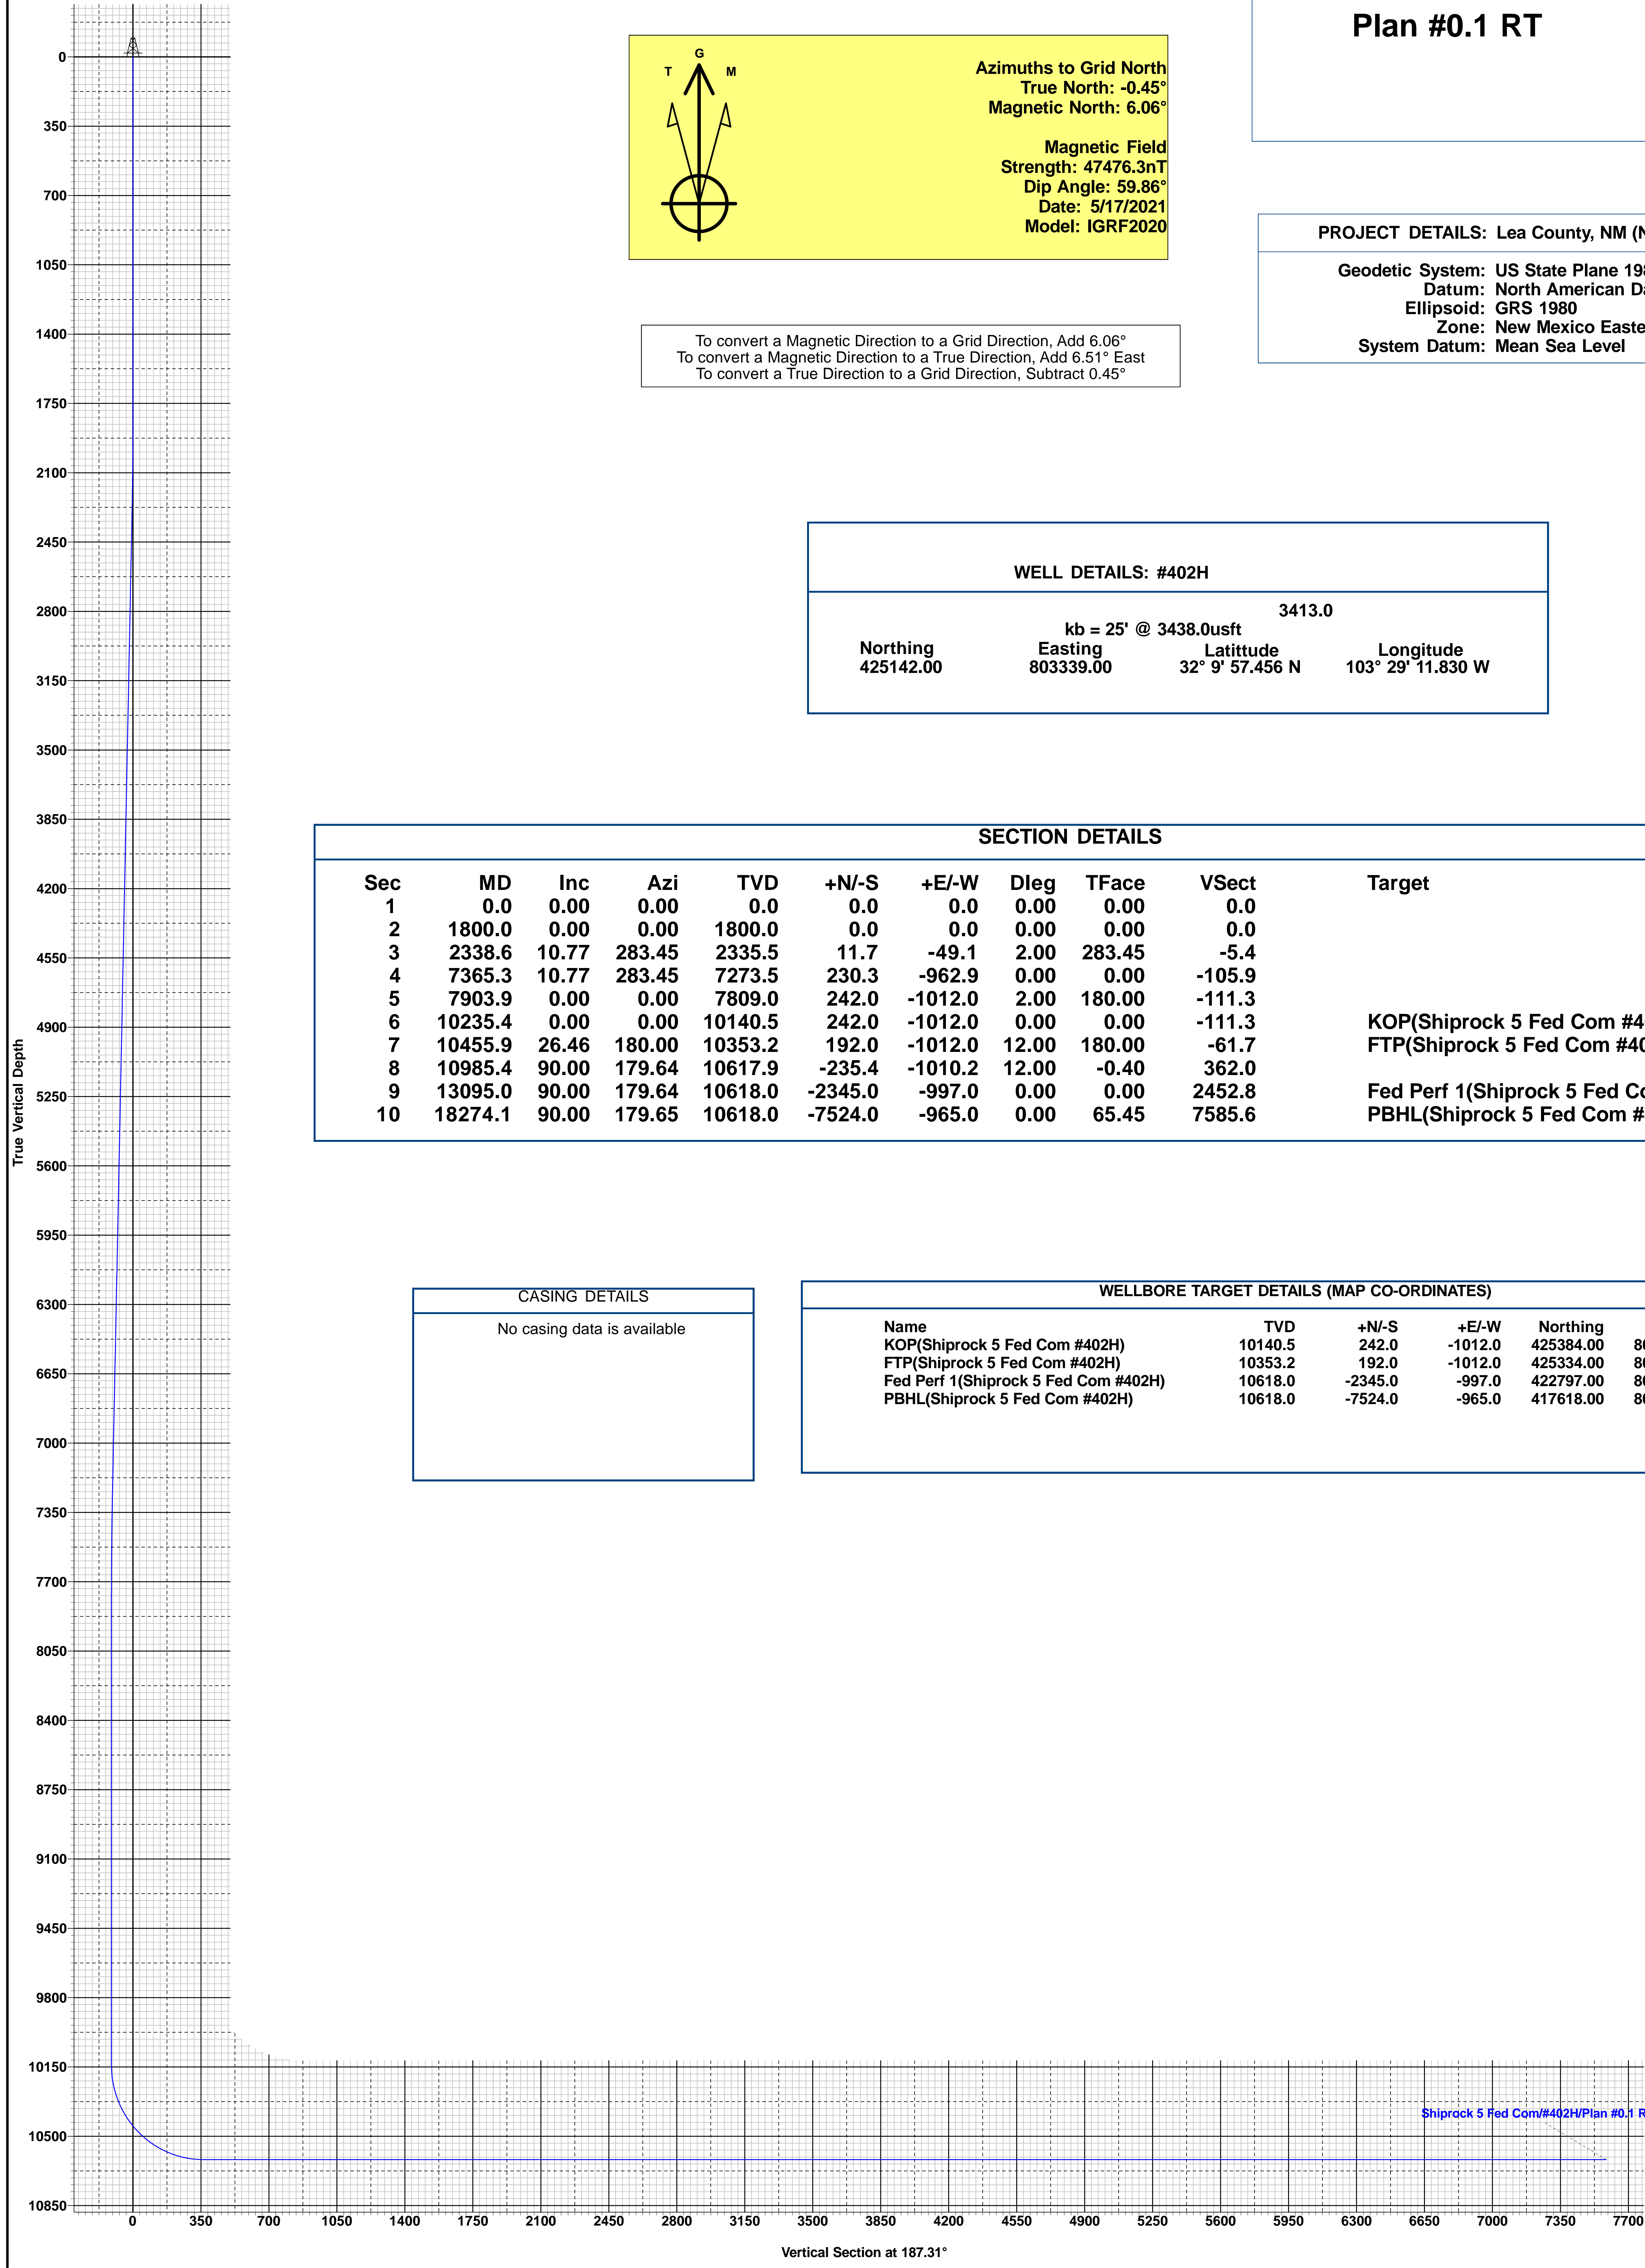 Plan #0.1 RT
G
T M
Azimuths to Grid North
True North: -0.45°
Magnetic North: 6.06°
Magnetic Field
Strength: 47476.3nT
Dip Angle: 59.86°
Date: 5/17/2021
Model: IGRF2020
PROJECT DETAILS: Lea County, NM
Geodetic System: US State Plane
Datum: North American
Ellipsoid: GRS 1980
Zone: New Mexico
System Datum: Mean Sea Level
To convert a Magnetic Direction to a Grid Direction, Add 6.06°
To convert a Magnetic Direction to a True Direction, Add 6.51° East
To convert a True Direction to a Grid Direction, Subtract 0.45°
WELL DETAILS: #402H
3413.0
kb = 25' @ 3438.0usft
Northing Easting Latittude Longitude
425142.00 803339.00 32° 9' 57.456 N 103° 29' 11.830 W
SECTION DETAILS
Sec MD Inc Azi TVD +N/-S +E/-W Dleg TFace VSect Target
1 0.0 0.00 0.00 0.0 0.0 0.0 0.00 0.00 0.0
2 1800.0 0.00 0.00 1800.0 0.0 0.0 0.00 0.00 0.0
3 2338.6 10.77 283.45 2335.5 11.7 -49.1 2.00 283.45 -5.4
4 7365.3 10.77 283.45 7273.5 230.3 -962.9 0.00 0.00 -105.9
5 7903.9 0.00 0.00 7809.0 242.0 -1012.0 2.00 180.00 -111.3
6 10235.4 0.00 0.00 10140.5 242.0 -1012.0 0.00 0.00 -111.3 KOP(Shiprock 5 Fed Com
7 10455.9 26.46 180.00 10353.2 192.0 -1012.0 12.00 180.00 -61.7 FTP(Shiprock 5 Fed Com
8 10985.4 90.00 179.64 10617.9 -235.4 -1010.2 12.00 -0.40 362.0
9 13095.0 90.00 179.64 10618.0 -2345.0 -997.0 0.00 0.00 2452.8 Fed Perf 1(Shiprock 5 Fed
10 18274.1 90.00 179.65 10618.0 -7524.0 -965.0 0.00 65.45 7585.6 PBHL(Shiprock 5 Fed Com
CASING DETAILS
No casing data is available
WELLBORE TARGET DETAILS (MAP CO-ORDINATES)
Name TVD +N/-S +E/-W Northing
KOP(Shiprock 5 Fed Com #402H) 10140.5 242.0 -1012.0 425384.00
FTP(Shiprock 5 Fed Com #402H) 10353.2 192.0 -1012.0 425334.00
Fed Perf 1(Shiprock 5 Fed Com #402H) 10618.0 -2345.0 -997.0 422797.00
PBHL(Shiprock 5 Fed Com #402H) 10618.0 -7524.0 -965.0 417618.00
True Vertical Depth
0
350
700
1050
1400
1750
2100
2450
2800
3150
3500
3850
4200
4550
4900
5250
5600
5950
6300
6650
7000
7350
7700
8050
8400
8750
9100
9450
9800
10150
10500
10850
Shiprock 5 Fed Com/#402H/Plan #0.1
0 350 700 1050 1400 1750 2100 2450 2800 3150 3500 3850 4200 4550 4900 5250 5600 5950 6300 6650 7000 7350 7700
Vertical Section at 187.31°